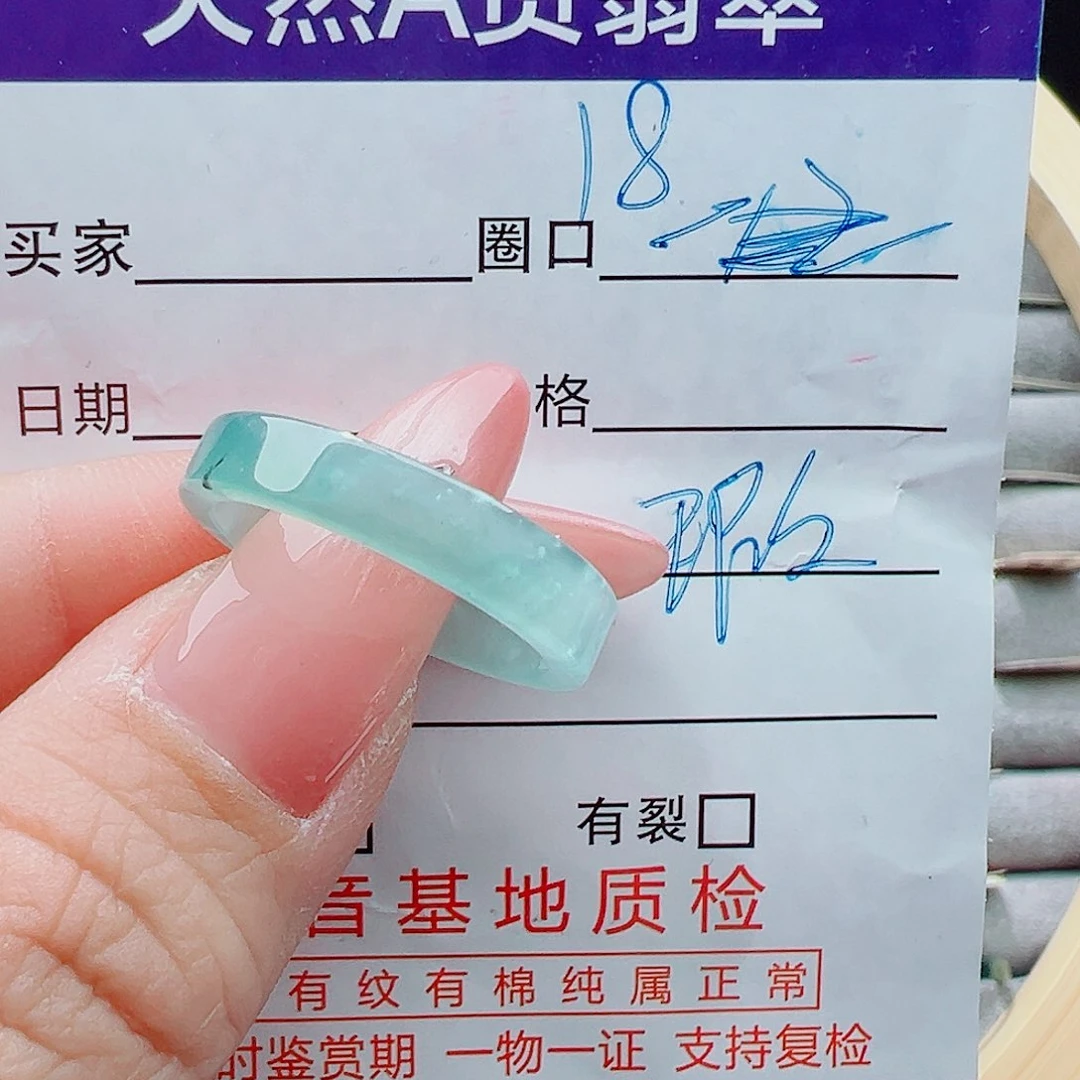 天然A货翡翠
18
买家 圈口
日期 格
有裂
音基地质检
有纹有棉纯属正常
时鉴赏期 一物一证 支持复检